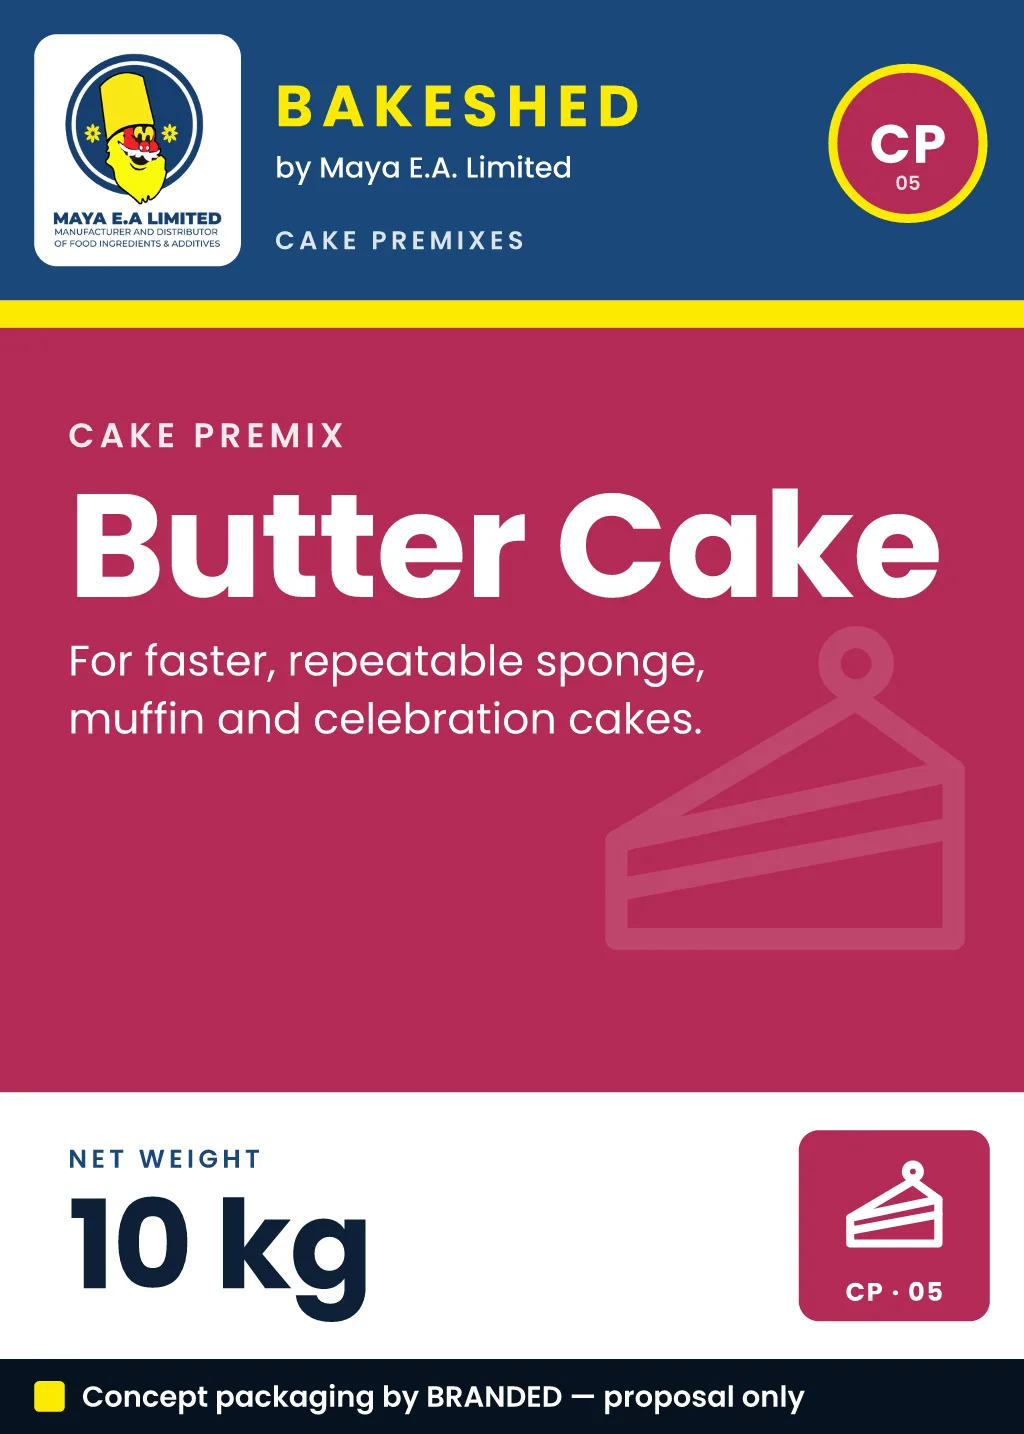 MAYA E.A LIMITED
MANUFACTURER AND DISTRIBUTOR
OF FOOD INGREDIENTS & ADDITIVES
BAKESHED
by Maya E.A. Limited
CAKE PREMIXES
CP
05
CAKE PREMIX
Butter Cake
For faster, repeatable sponge,
muffin and celebration cakes.
NET WEIGHT
10 kg
CP · 05
Concept packaging by BRANDED — proposal only